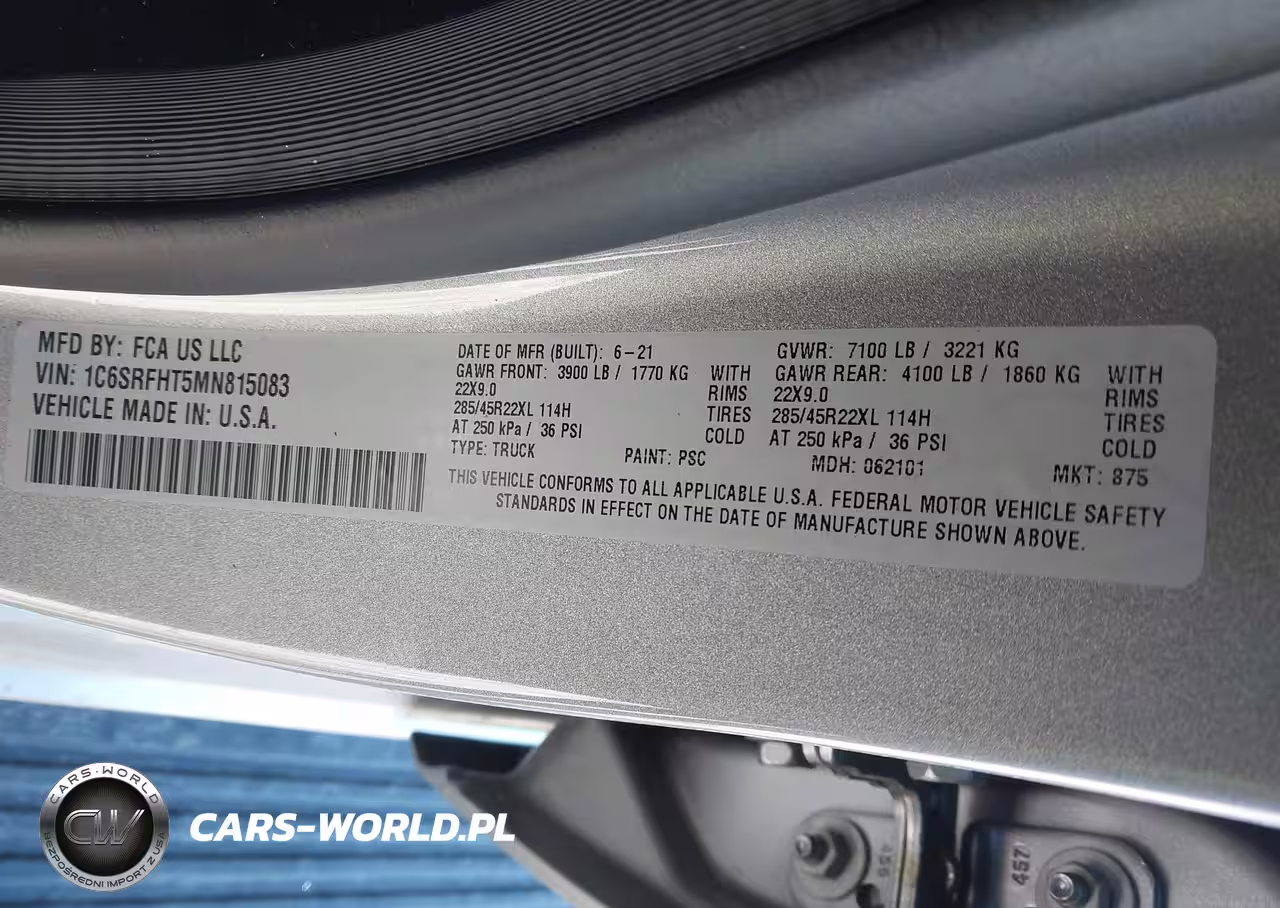 MFD BY: FCA US LLC
VIN: 1C6SRFHT5MN815083
VEHICLE MADE IN: U.S.A.
DATE OF MFR (BUILT): 6-21
GVWR: 7100 LB / 3221 KG
GAWR FRONT: 3900 LB / 1770 KG WITH
22X9.0 RIMS
285/45R22XL 114H TIRES
AT 250 kPa / 36 PSI COLD
GAWR REAR: 4100 LB / 1860 KG WITH
22X9.0 RIMS
285/45R22XL 114H TIRES
AT 250 kPa / 36 PSI COLD
TYPE: TRUCK PAINT: PSC MDH: 062101 MKT: 875
THIS VEHICLE CONFORMS TO ALL APPLICABLE U.S.A. FEDERAL MOTOR VEHICLE SAFETY
STANDARDS IN EFFECT ON THE DATE OF MANUFACTURE SHOWN ABOVE.
CARS-WORLD
CW
BEZPOŚREDNI IMPORT Z USA
CARS-WORLD.PL
457